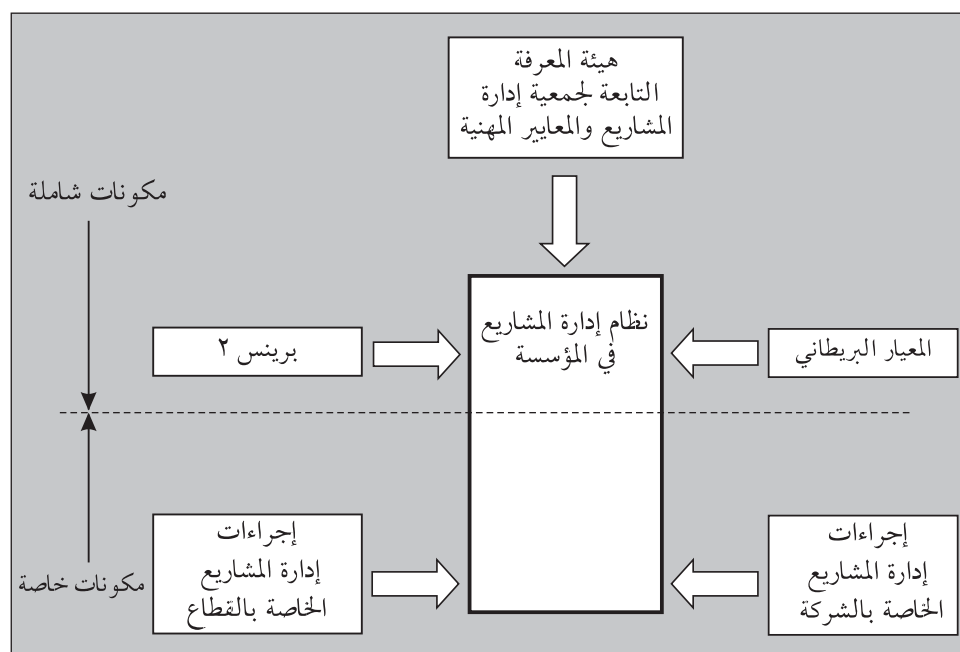 هيئة المعرفة
التابعة لجمعية إدارة
المشاريع والمعايير المهنية
مكونات شاملة
نظام إدارة المشاريع
في المؤسسة
المعيار البريطاني
برينس ٢
إجراءات
إدارة المشاريع
الخاصة بالشركة
إجراءات
إدارة المشاريع
الخاصة بالقطاع
مكونات خاصة